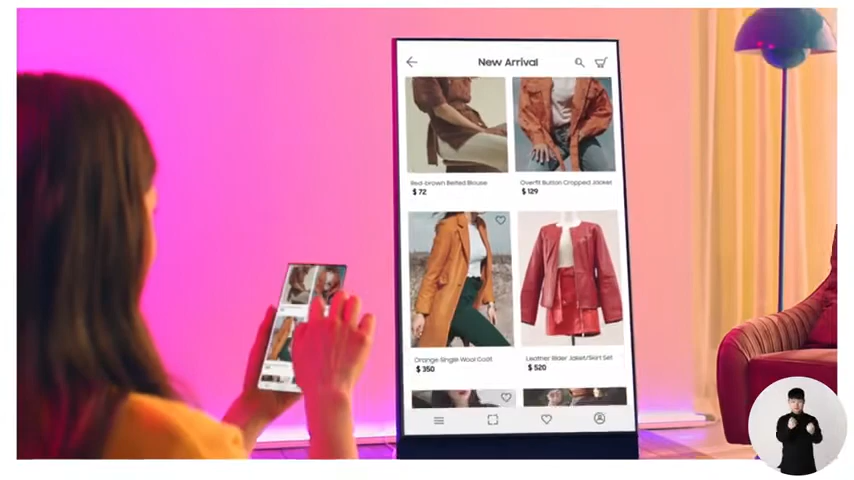 New Arrival
Red-brown Belted Blouse
$ 72
Overfit Button Cropped Jacket
$ 129
Orange Single Wool Coat
$ 350
Leather Rider Jaket/Skirt Set
$ 520